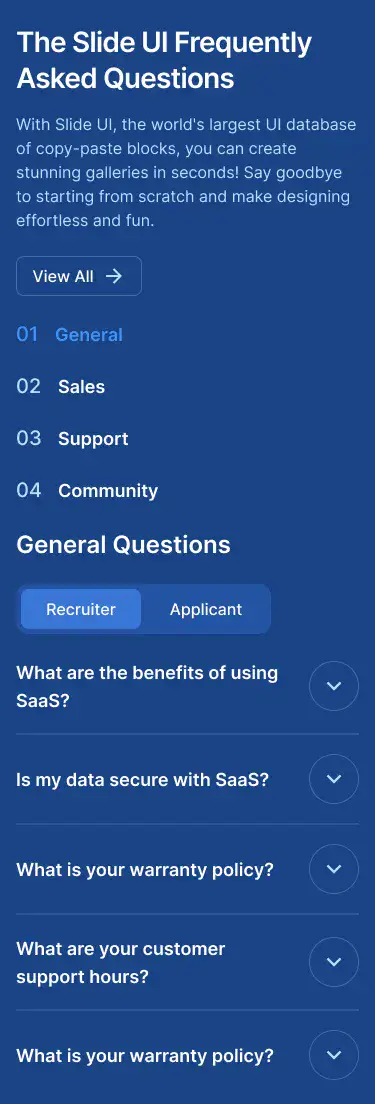 The Slide UI Frequently
Asked Questions
With Slide UI, the world's largest UI database
of copy-paste blocks, you can create
stunning galleries in seconds! Say goodbye
to starting from scratch and make designing
effortless and fun.
View All
01 General
02 Sales
03 Support
04 Community
General Questions
Recruiter Applicant
What are the benefits of using
SaaS?
Is my data secure with SaaS?
What is your warranty policy?
What are your customer
support hours?
What is your warranty policy?